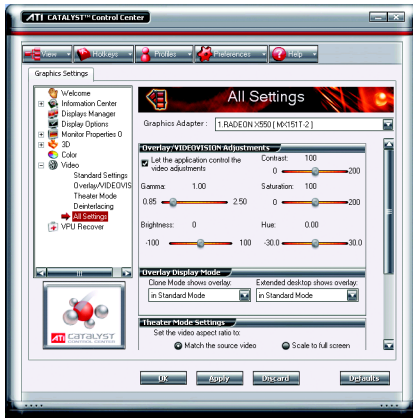 ATI CATALYST™ Control Center
View Hotkeys Profiles Preferences Help
Graphics Settings
Welcome
Information Center
Displays Manager
Display Options
Monitor Properties 0
3D
Color
Video
Standard Settings
Overlay/VIDEOVIS
Theater Mode
Deinterlacing
All Settings
VPU Recover
ATI CATALYST
CONTROL CENTER
All Settings
Graphics Adapter : 1.RADEON X550 ( MX151T-2 )
Overlay/VIDEOVISION Adjustments
Let the application control the
video adjustments
Contrast: 100
0 200
Gamma: 1.00 Saturation: 100
0.85 2.50 0 200
Brightness: 0 Hue: 0.00
-100 100 -30.0 30.0
Overlay Display Mode
Clone Mode shows overlay: Extended desktop shows overlay:
in Standard Mode in Standard Mode
Theater Mode Settings
Set the video aspect ratio to:
Match the source video Scale to full screen
OK Apply Discard Defaults